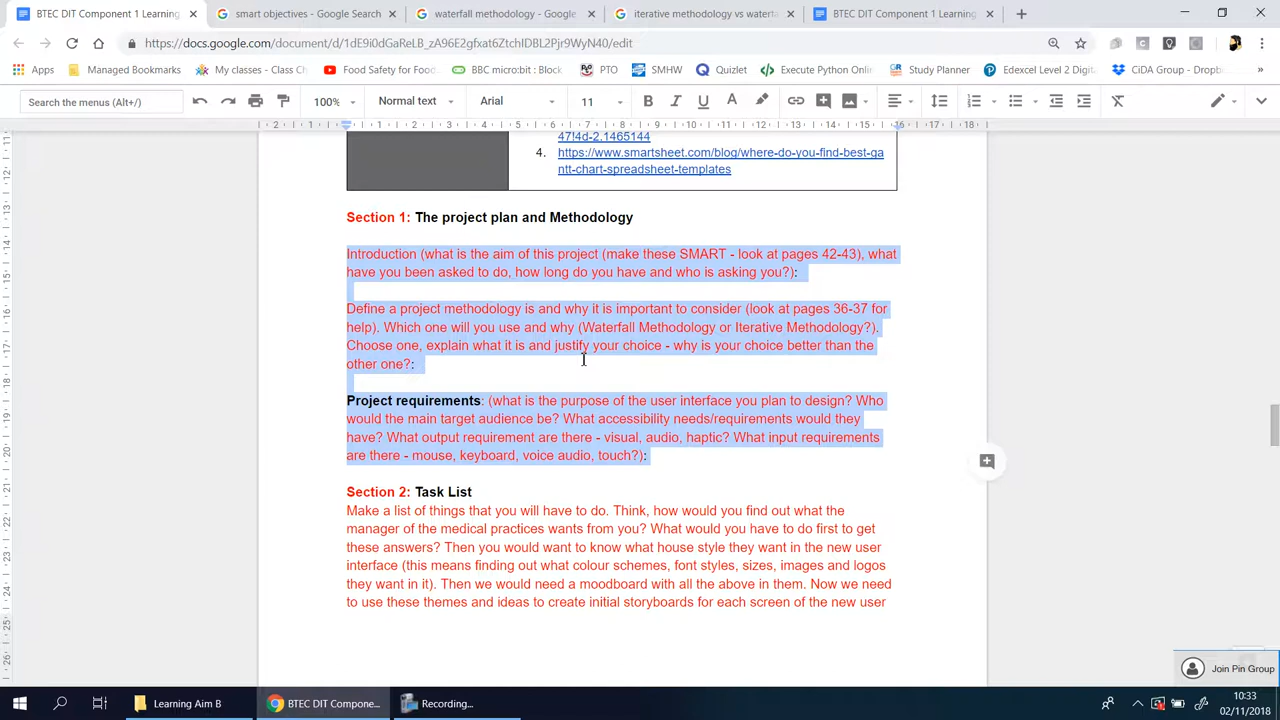 BTEC DIT Component 1 Learning
smart objectives - Google Search
waterfall methodology - Google
iterative methodology vs watert
BTEC DIT Component 1 Learning
https://docs.google.com/document/d/1dE9i0dGaReLB_zA96E2gfxat6ZtchIDBL2Pjr9WyN40/edit
Apps
Managed Bookmarks
My classes - Class Ch
Food Safety for Food
BBC micro:bit : Block
PTO
SMHW
Quizlet
Execute Python Onlin
Study Planner
Edexcel Level 2 Digit
CiDA Group - Dropb
Search the menus (Alt+/)
100%
Normal text
Arial
11
47!4d-2.1465144
4. https://www.smartsheet.com/blog/where-do-you-find-best-ga
ntt-chart-spreadsheet-templates
Section 1: The project plan and Methodology
Introduction (what is the aim of this project (make these SMART - look at pages 42-43), what
have you been asked to do, how long do you have and who is asking you?):
Define a project methodology is and why it is important to consider (look at pages 36-37 for
help). Which one will you use and why (Waterfall Methodology or Iterative Methodology?).
Choose one, explain what it is and justify your choice - why is your choice better than the
other one?:
Project requirements: (what is the purpose of the user interface you plan to design? Who
would the main target audience be? What accessibility needs/requirements would they
have? What output requirement are there - visual, audio, haptic? What input requirements
are there - mouse, keyboard, voice audio, touch?):
Section 2: Task List
Make a list of things that you will have to do. Think, how would you find out what the
manager of the medical practices wants from you? What would you have to do first to get
these answers? Then you would want to know what house style they want in the new user
interface (this means finding out what colour schemes, font styles, sizes, images and logos
they want in it). Then we would need a moodboard with all the above in them. Now we need
to use these themes and ideas to create initial storyboards for each screen of the new user
Join Pin Group
Learning Aim B
BTEC DIT Compone...
Recording...
10:33
02/11/2018